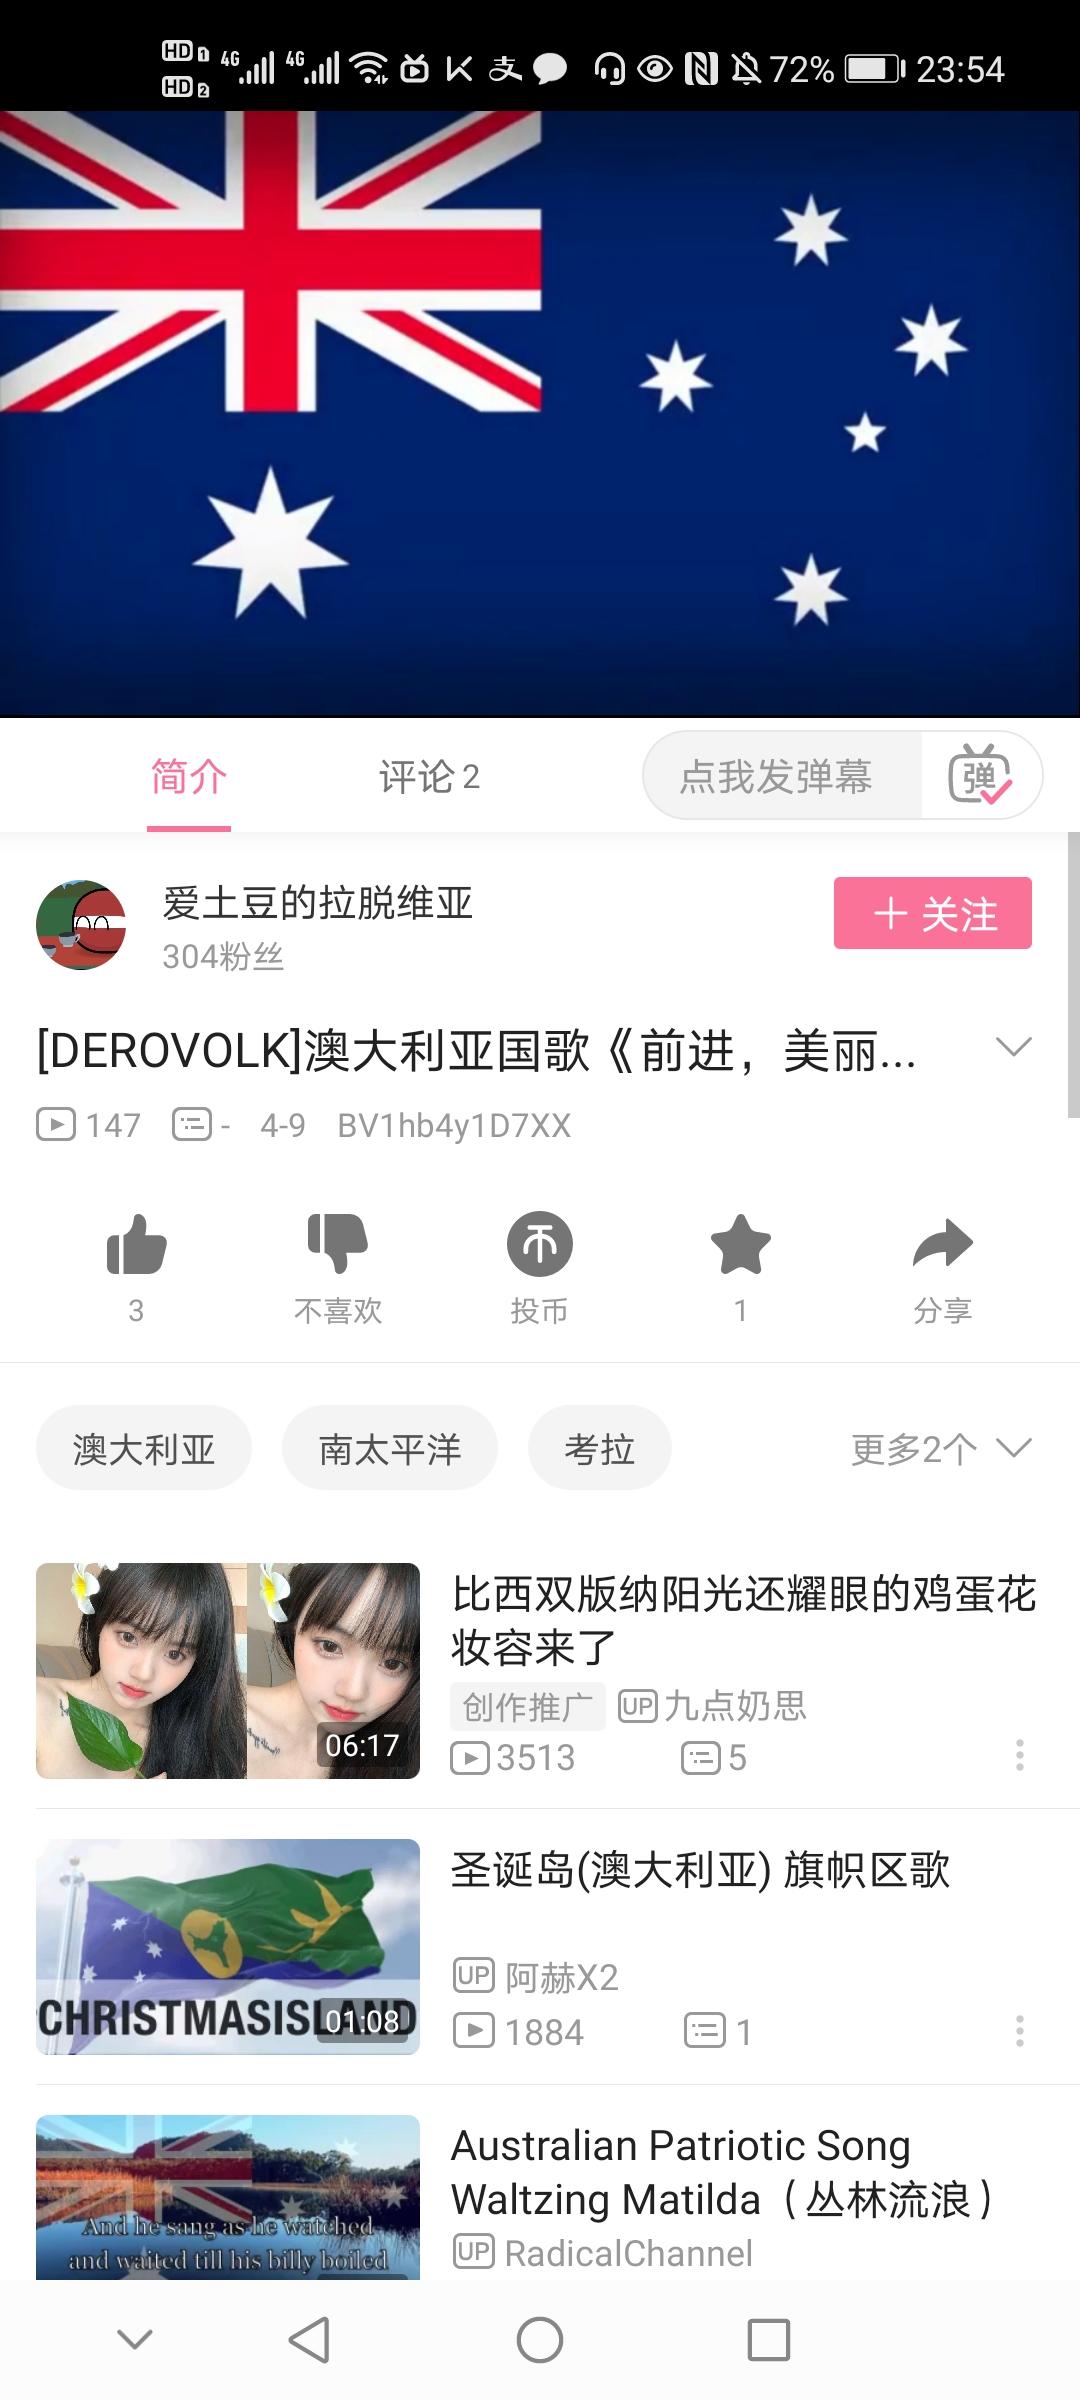 HD 1 4G 4G 72% 23:54
HD 2
简介 评论 2 点我发弹幕 弹
爱土豆的拉脱维亚
304粉丝
+ 关注
[DEROVOLK]澳大利亚国歌《前进，美丽...
147 - 4-9 BV1hb4y1D7XX
3 不喜欢 投币 1 分享
澳大利亚 南太平洋 考拉 更多2个
比西双版纳阳光还耀眼的鸡蛋花
妆容来了
创作推广 UP 九点奶思
06:17
3513 5
圣诞岛(澳大利亚) 旗帜区歌
UP 阿赫X2
CHRISTMASISLAND
01:08
1884 1
Australian Patriotic Song
Waltzing Matilda（丛林流浪）
And he sang as he watched
and waited till his billy boiled
UP RadicalChannel